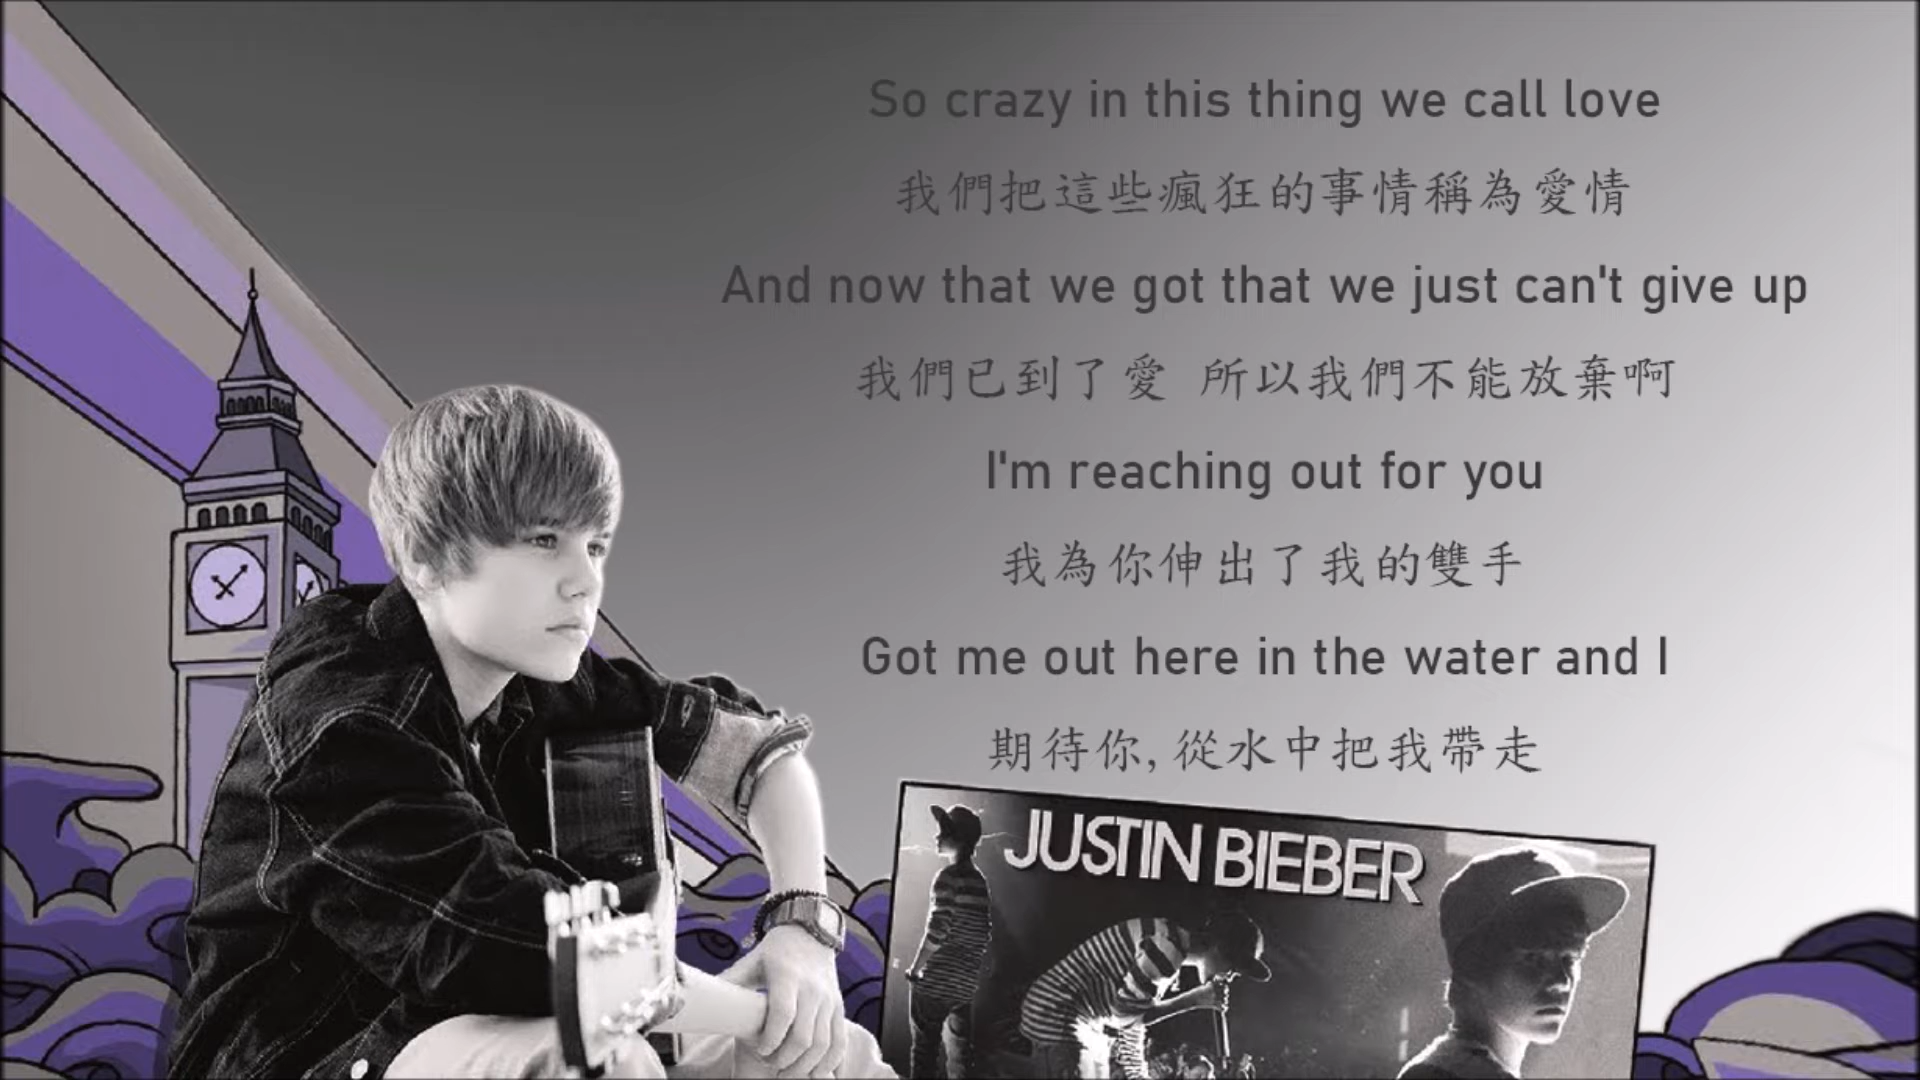 So crazy in this thing we call love
我們把這些瘋狂的事情稱為愛情
And now that we got that we just can't give up
我們已到了愛 所以我們不能放棄啊
I'm reaching out for you
我為你伸出了我的雙手
Got me out here in the water and I
期待你,從水中把我帶走
JUSTIN BIEBER